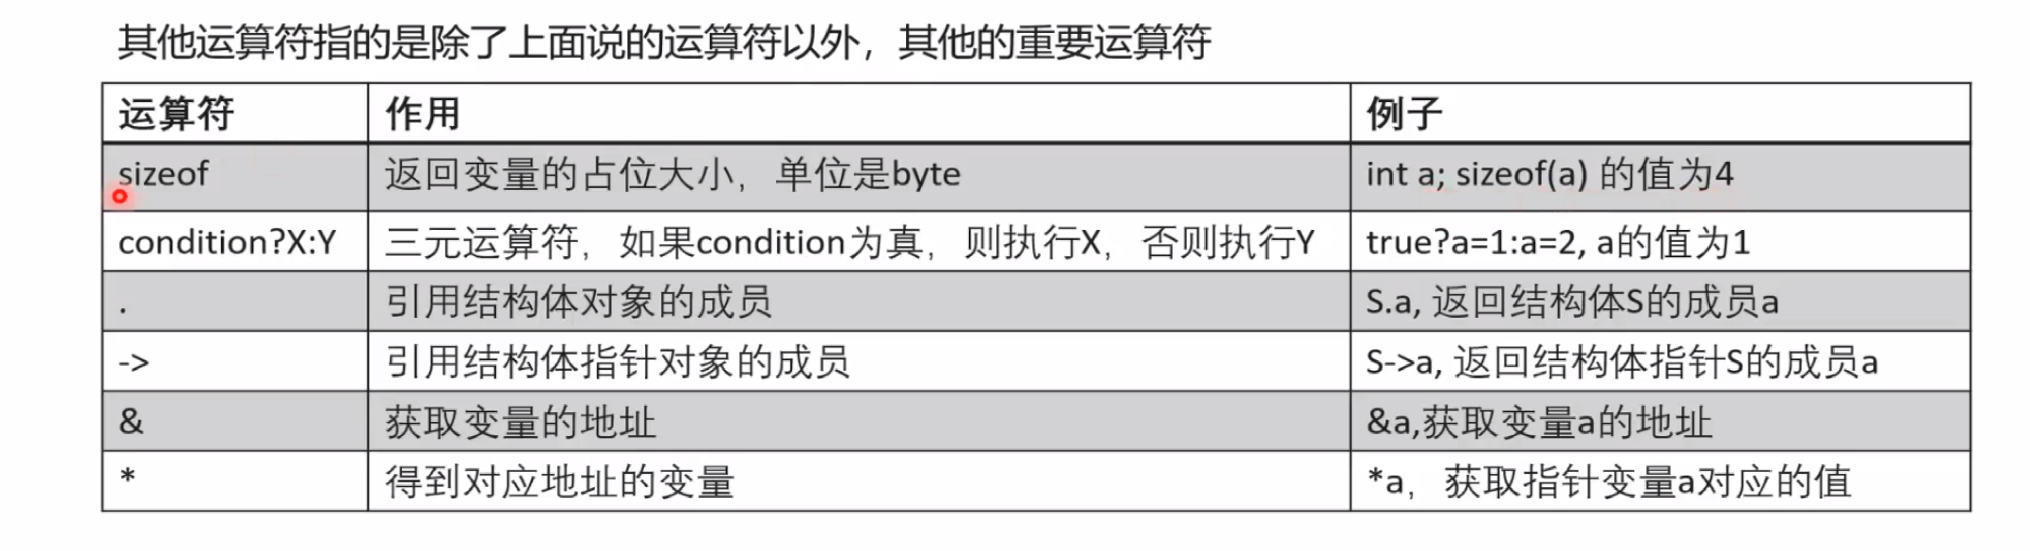 其他运算符指的是除了上面说的运算符以外，其他的重要运算符
运算符 作用 例子
sizeof 返回变量的占位大小，单位是byte int a; sizeof(a) 的值为4
condition?X:Y 三元运算符，如果condition为真，则执行X，否则执行Y true?a=1:a=2, a的值为1
. 引用结构体对象的成员 S.a, 返回结构体S的成员a
-> 引用结构体指针对象的成员 S->a, 返回结构体指针S的成员a
& 获取变量的地址 &a,获取变量a的地址
* 得到对应地址的变量 *a，获取指针变量a对应的值